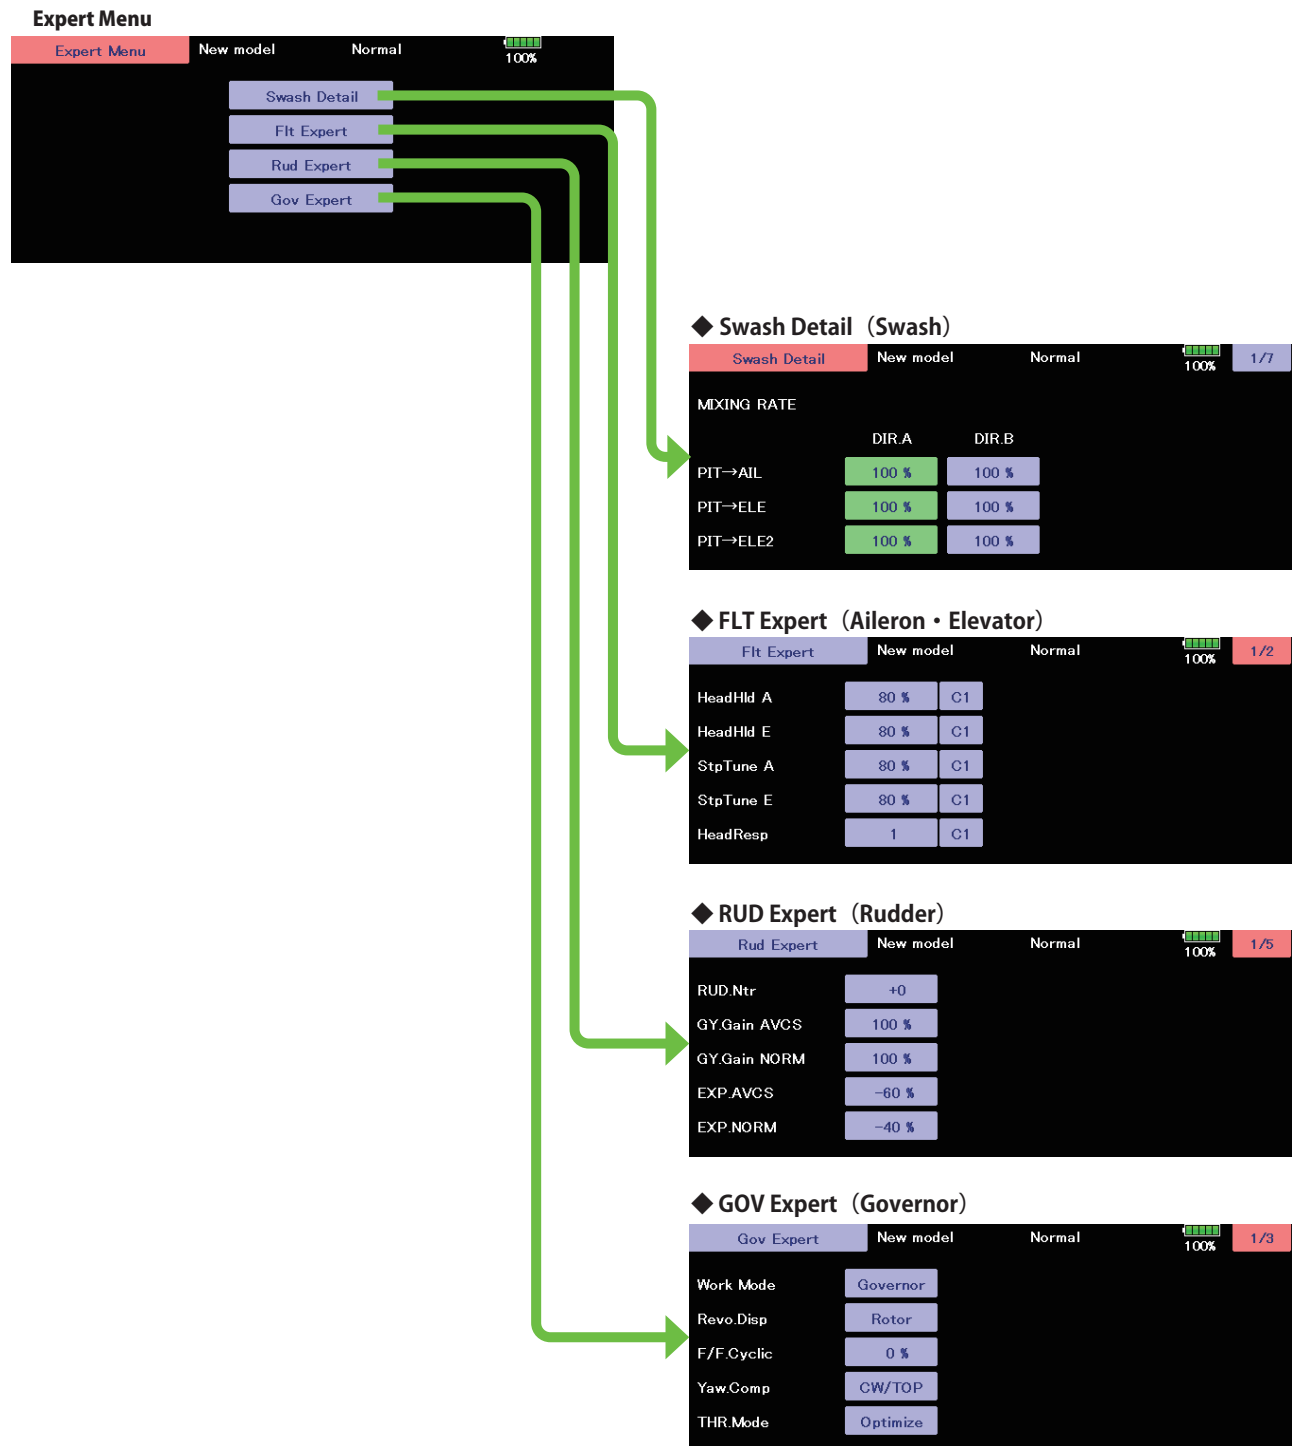 Expert Menu
Expert Menu New model Normal 100%
Swash Detail
Flt Expert
Rud Expert
Gov Expert
◆ Swash Detail（Swash）
Swash Detail New model Normal 100% 1/7
MIXING RATE
DIR.A DIR.B
PIT→AIL 100 % 100 %
PIT→ELE 100 % 100 %
PIT→ELE2 100 % 100 %
◆ FLT Expert（Aileron・Elevator）
Flt Expert New model Normal 100% 1/2
HeadHld A 80 % C1
HeadHld E 80 % C1
StpTune A 80 % C1
StpTune E 80 % C1
HeadResp 1 C1
◆ RUD Expert（Rudder）
Rud Expert New model Normal 100% 1/5
RUD.Ntr +0
GY.Gain AVCS 100 %
GY.Gain NORM 100 %
EXP.AVCS -60 %
EXP.NORM -40 %
◆ GOV Expert（Governor）
Gov Expert New model Normal 100% 1/3
Work Mode Governor
Revo.Disp Rotor
F/F.Cyclic 0 %
Yaw.Comp CW/TOP
THR.Mode Optimize